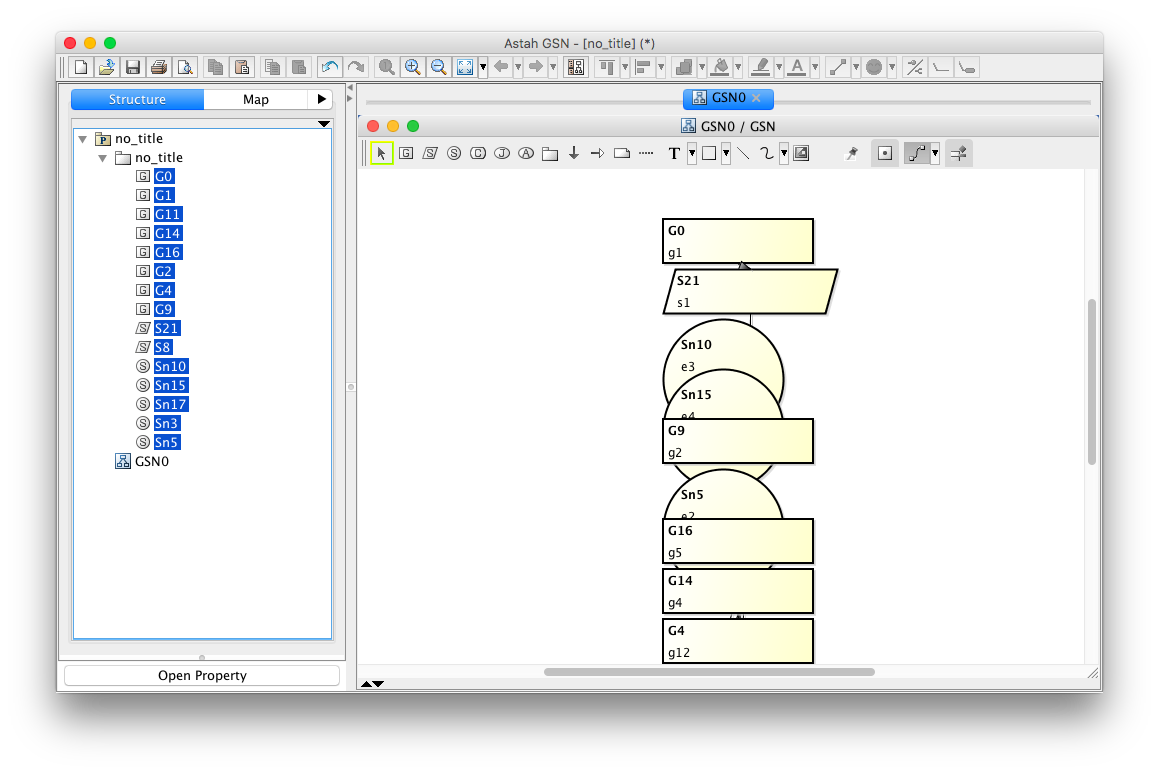 Astah GSN - [no_title] (*)
Structure
Map
GSN0
no_title
no_title
G0
G1
G11
G14
G16
G2
G4
G9
S21
S8
Sn10
Sn15
Sn17
Sn3
Sn5
GSN0
Open Property
GSN0 / GSN
T
G0
g1
S21
s1
Sn10
e3
Sn15
e4
G9
g2
Sn5
e2
G16
g5
G14
g4
G4
g12